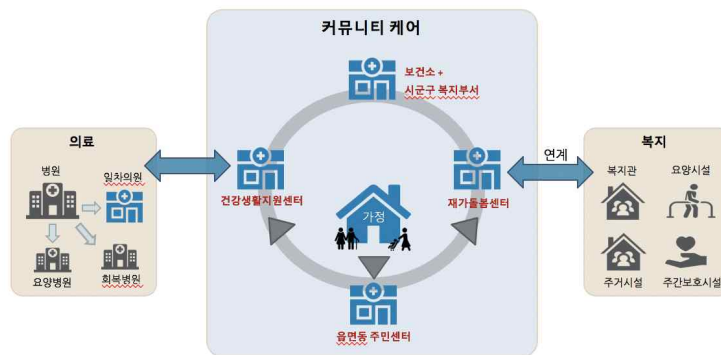 커뮤니티 케어
보건소 +
시군구 복지부서
의료
병원
일차의원
요양병원
회복병원
건강생활지원센터
가정
재가돌봄센터
읍면동 주민센터
연계
복지
복지관
요양시설
주거시설
주간보호시설